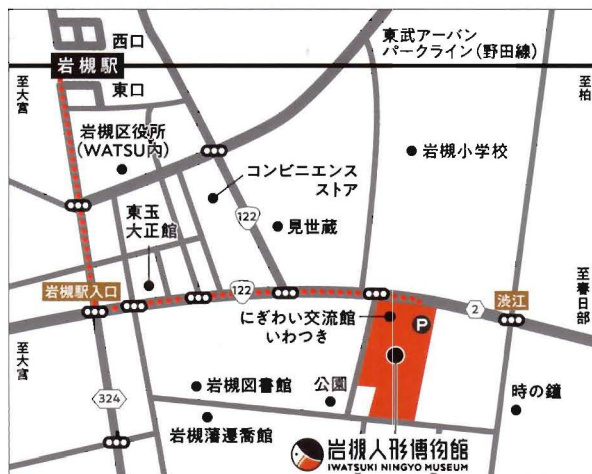 西口
東武アーバン
パークライン(野田線)
岩槻駅
至大宮
東口
至柏
岩槻区役所
(WATSU内)
岩槻小学校
コンビニエンス
ストア
東玉
大正館
122
見世蔵
岩槻駅入口
122
渋江
至春日部
にぎわい交流館
いわつき
P
2
至大宮
岩槻図書館
公園
時の鐘
324
岩槻藩遷喬館
岩槻人形博物館
IWATSUKI NINGYO MUSEUM